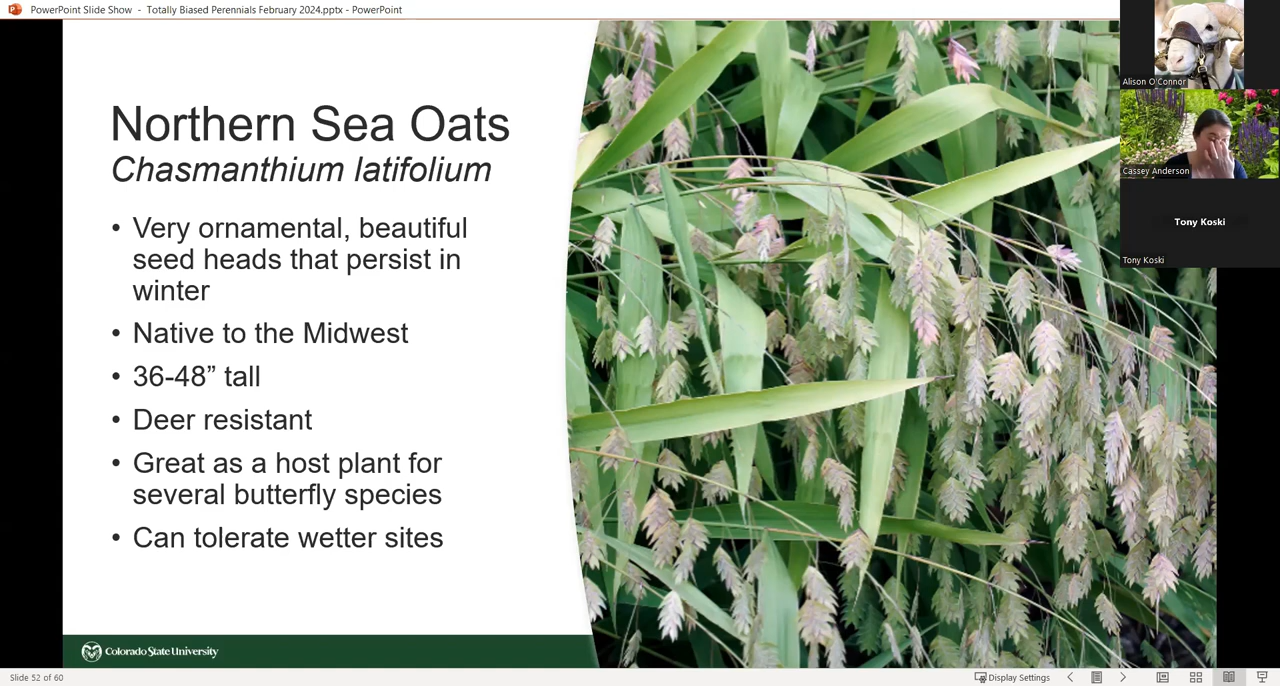 PowerPoint Slide Show - Totally Biased Perennials February 2024.pptx - PowerPoint
Alison O'Connor
Cassey Anderson
Tony Koski
Tony Koski
Northern Sea Oats
Chasmanthium latifolium
• Very ornamental, beautiful
seed heads that persist in
winter
• Native to the Midwest
• 36-48” tall
• Deer resistant
• Great as a host plant for
several butterfly species
• Can tolerate wetter sites
Colorado State University
Slide 52 of 60
Display Settings